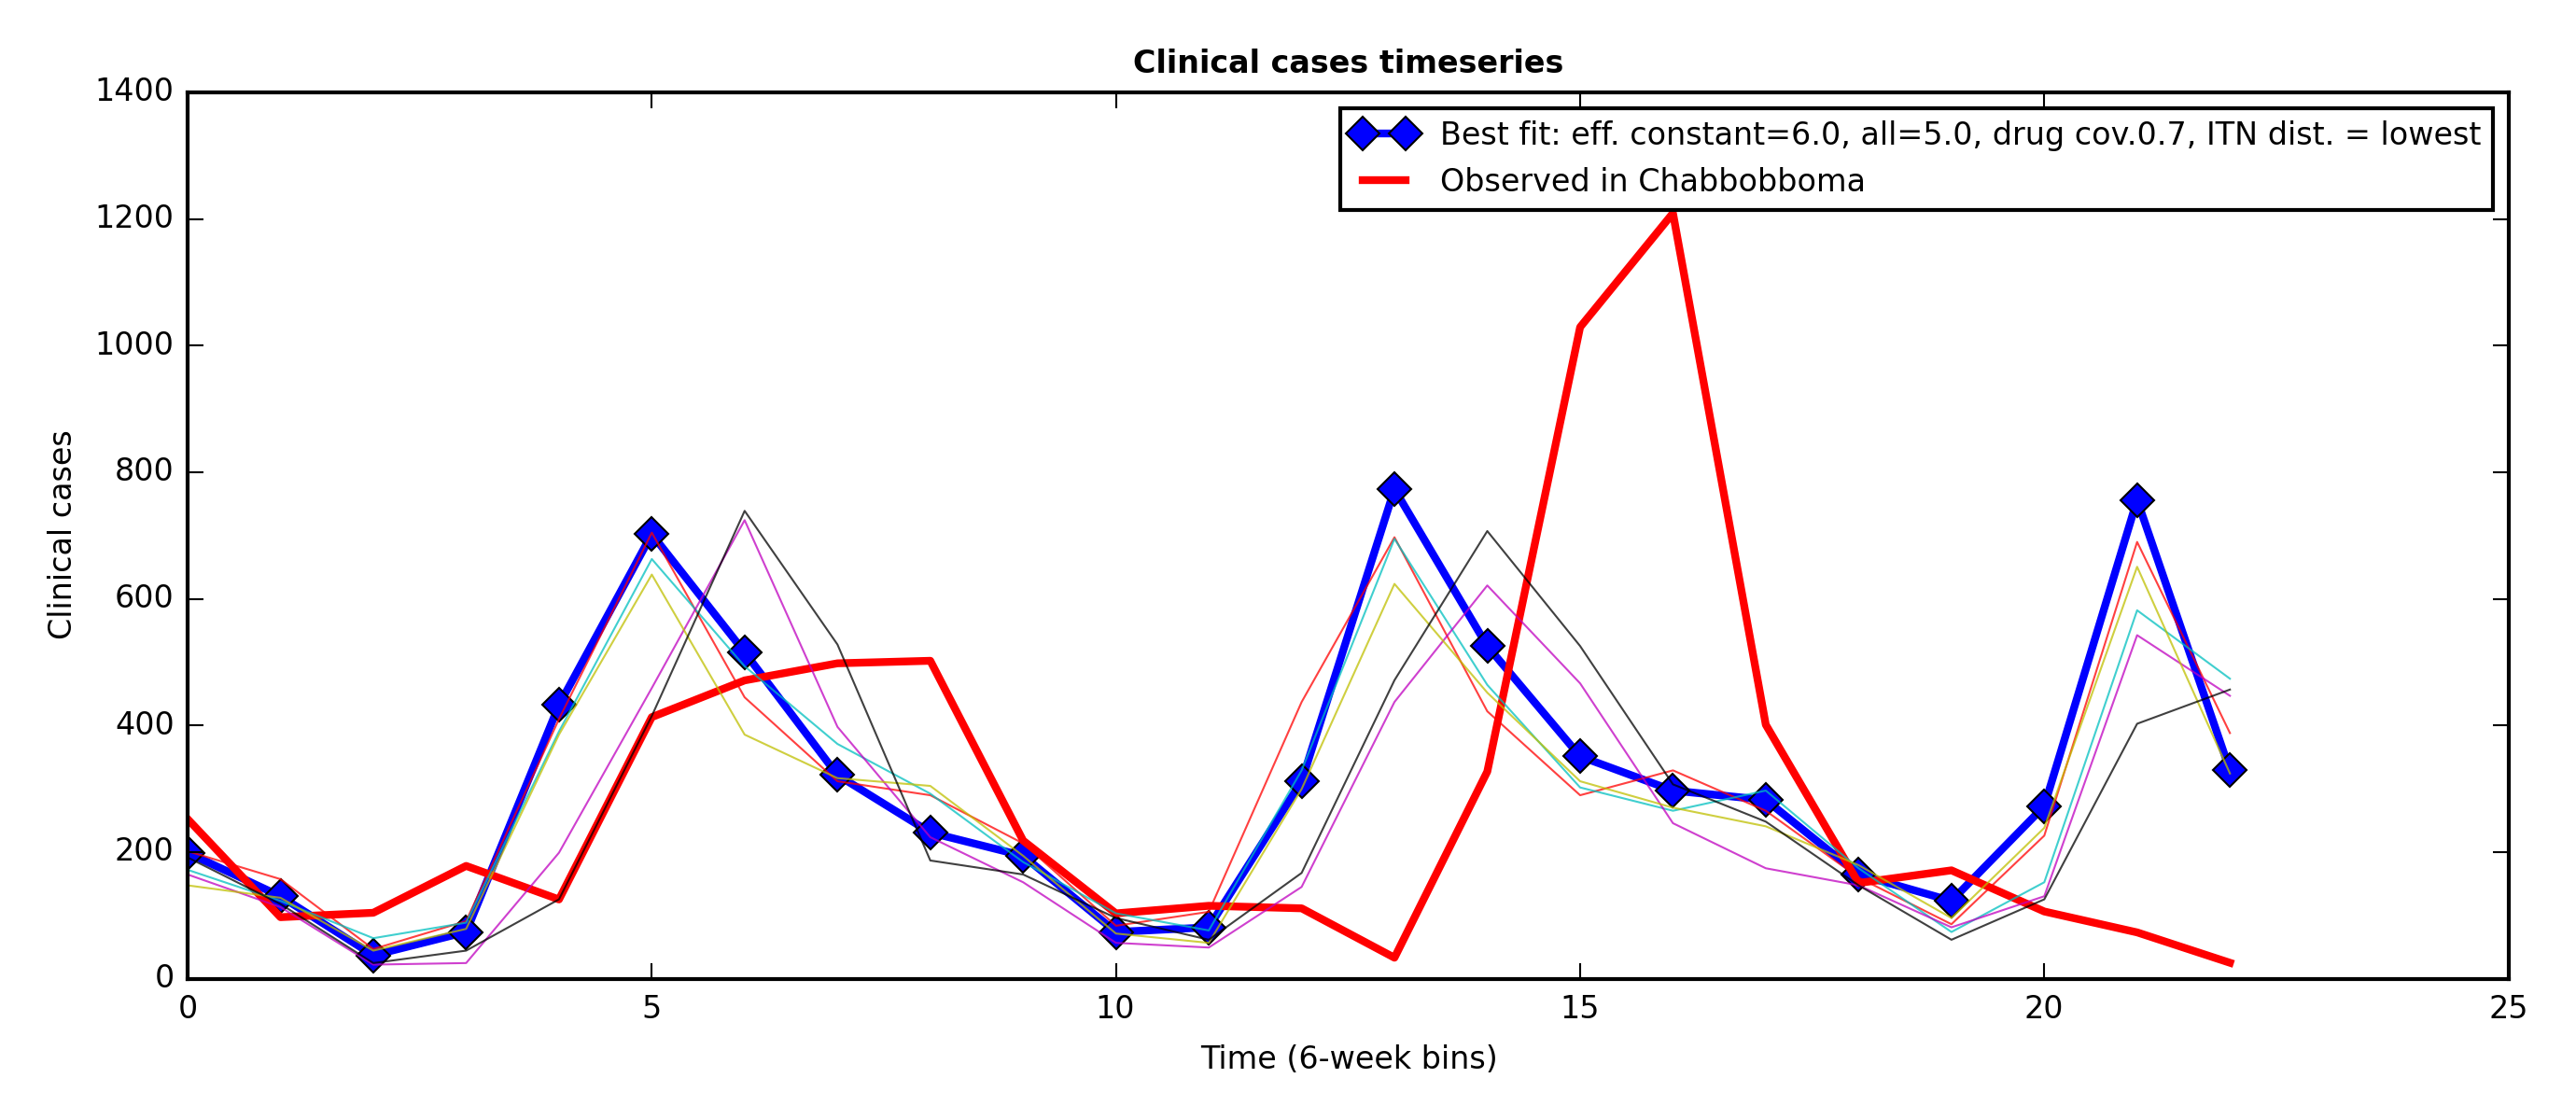 Clinical cases timeseries
1400
1200
1000
800
600
400
200
0
Clinical cases
Best fit: eff. constant=6.0, all=5.0, drug cov.0.7, ITN dist. = lowest
Observed in Chabbobboma
0 5 10 15 20 25
Time (6-week bins)